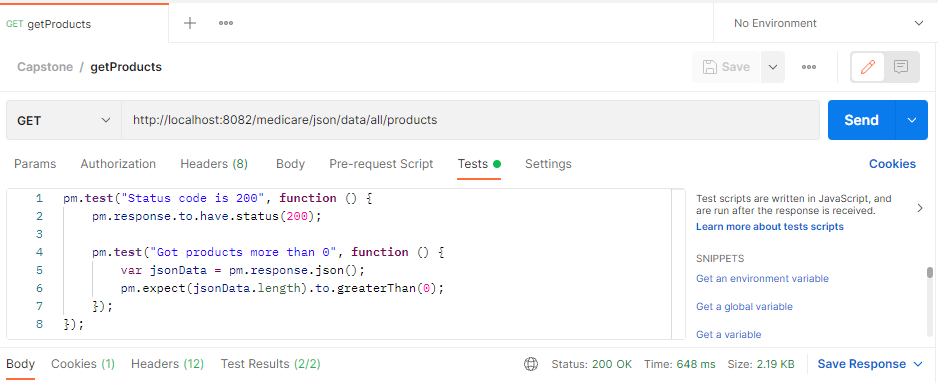 GET getProducts
No Environment
Capstone / getProducts
Save
GET
http://localhost:8082/medicare/json/data/all/products
Send
Params Authorization Headers (8) Body Pre-request Script Tests Settings Cookies
1 pm.test("Status code is 200", function () {
2 pm.response.to.have.status(200);
3
4 pm.test("Got products more than 0", function () {
5 var jsonData = pm.response.json();
6 pm.expect(jsonData.length).to.greaterThan(0);
7 });
8 });
Test scripts are written in JavaScript, and
are run after the response is received.
Learn more about tests scripts
SNIPPETS
Get an environment variable
Get a global variable
Get a variable
Body Cookies (1) Headers (12) Test Results (2/2) Status: 200 OK Time: 648 ms Size: 2.19 KB Save Response